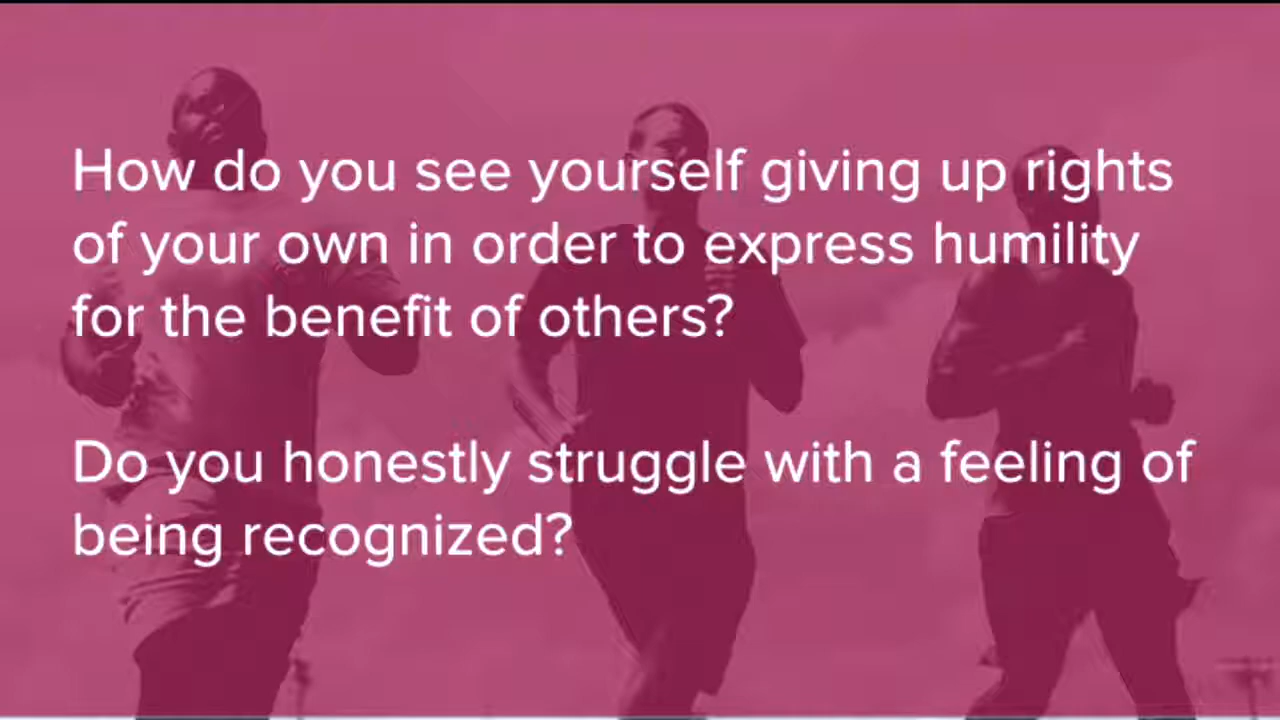 How do you see yourself giving up rights
of your own in order to express humility
for the benefit of others?
Do you honestly struggle with a feeling of
being recognized?